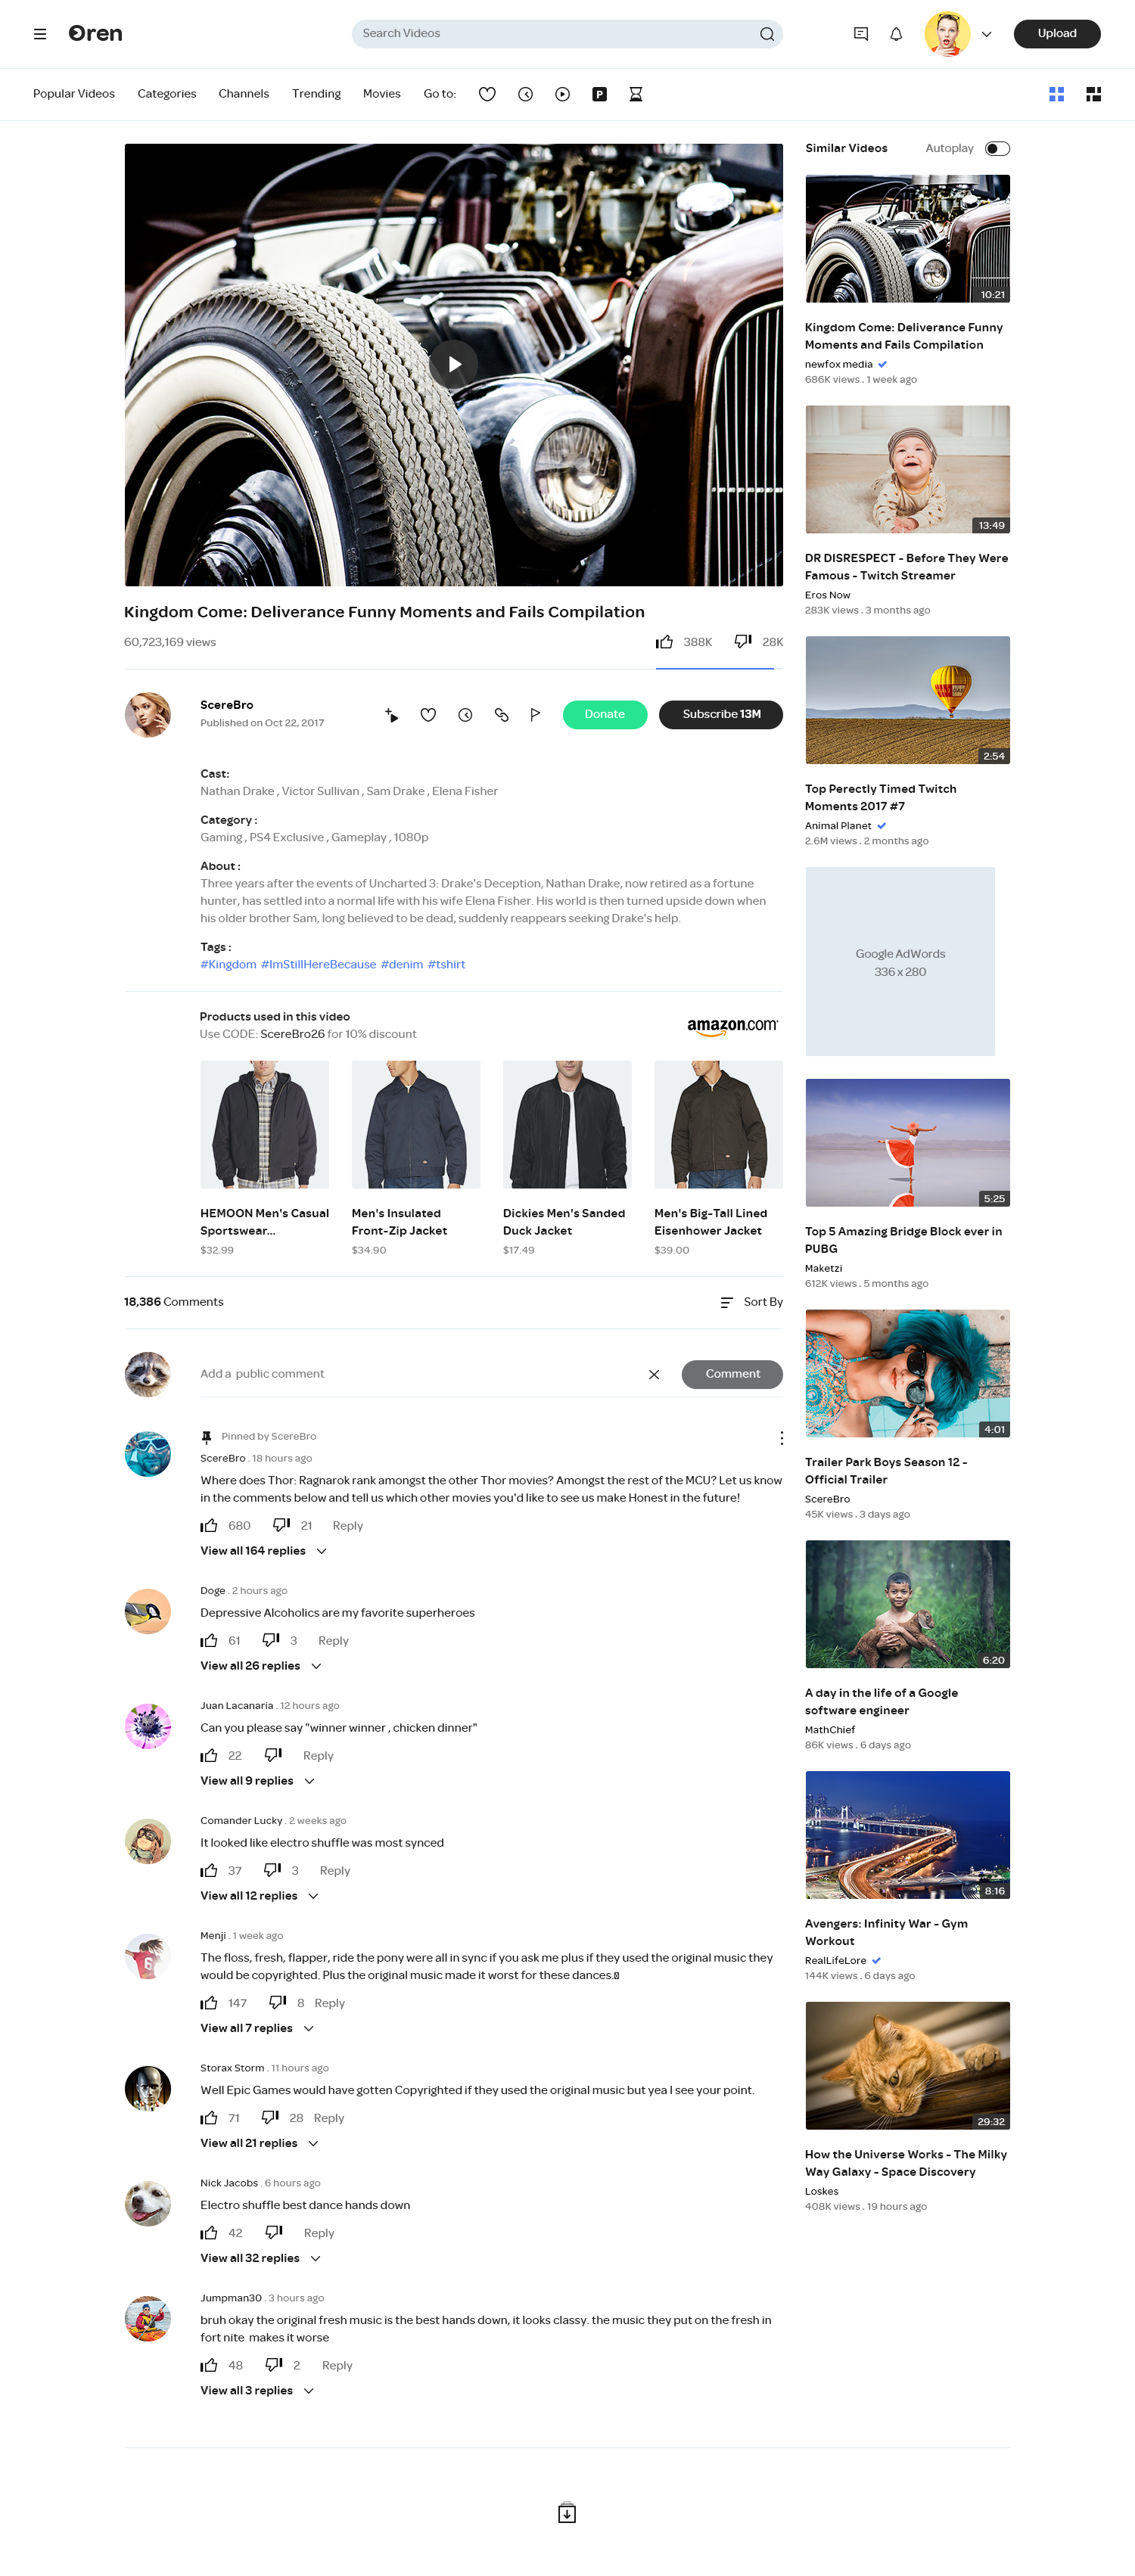 Oren
Search Videos
Upload
Popular Videos Categories Channels Trending Movies Go to: P
Similar Videos Autoplay
10:21
Kingdom Come: Deliverance Funny
Moments and Fails Compilation
newfox media
686K views . 1 week ago
13:49
DR DISRESPECT - Before They Were
Famous - Twitch Streamer
Eros Now
283K views . 3 months ago
2:54
Top Perectly Timed Twitch
Moments 2017 #7
Animal Planet
2.6M views . 2 months ago
Google AdWords
336 x 280
5:25
Top 5 Amazing Bridge Block ever in
PUBG
Maketzi
612K views . 5 months ago
4:01
Trailer Park Boys Season 12 -
Official Trailer
ScereBro
45K views . 3 days ago
6:20
A day in the life of a Google
software engineer
MathChief
86K views . 6 days ago
8:16
Avengers: Infinity War - Gym
Workout
RealLifeLore
144K views . 6 days ago
29:32
How the Universe Works - The Milky
Way Galaxy - Space Discovery
Loskes
408K views . 19 hours ago
Kingdom Come: Deliverance Funny Moments and Fails Compilation
60,723,169 views 388K 28K
ScereBro
Published on Oct 22, 2017
Donate Subscribe 13M
Cast:
Nathan Drake , Victor Sullivan , Sam Drake , Elena Fisher
Category :
Gaming , PS4 Exclusive , Gameplay , 1080p
About :
Three years after the events of Uncharted 3: Drake's Deception, Nathan Drake, now retired as a fortune
hunter, has settled into a normal life with his wife Elena Fisher. His world is then turned upside down when
his older brother Sam, long believed to be dead, suddenly reappears seeking Drake's help.
Tags :
#Kingdom #ImStillHereBecause #denim #tshirt
Products used in this video
Use CODE: ScereBro26 for 10% discount
amazon.com
HEMOON Men's Casual
Sportswear...
$32.99
Men's Insulated
Front-Zip Jacket
$34.90
Dickies Men's Sanded
Duck Jacket
$17.49
Men's Big-Tall Lined
Eisenhower Jacket
$39.00
18,386 Comments Sort By
Add a public comment Comment
Pinned by ScereBro
ScereBro . 18 hours ago
Where does Thor: Ragnarok rank amongst the other Thor movies? Amongst the rest of the MCU? Let us know
in the comments below and tell us which other movies you'd like to see us make Honest in the future!
680 21 Reply
View all 164 replies
Doge . 2 hours ago
Depressive Alcoholics are my favorite superheroes
61 3 Reply
View all 26 replies
Juan Lacanaria . 12 hours ago
Can you please say "winner winner , chicken dinner"
22 Reply
View all 9 replies
Comander Lucky . 2 weeks ago
It looked like electro shuffle was most synced
37 3 Reply
View all 12 replies
Menji . 1 week ago
The floss, fresh, flapper, ride the pony were all in sync if you ask me plus if they used the original music they
would be copyrighted. Plus the original music made it worst for these dances.
147 8 Reply
View all 7 replies
Storax Storm . 11 hours ago
Well Epic Games would have gotten Copyrighted if they used the original music but yea I see your point.
71 28 Reply
View all 21 replies
Nick Jacobs . 6 hours ago
Electro shuffle best dance hands down
42 Reply
View all 32 replies
Jumpman30 . 3 hours ago
bruh okay the original fresh music is the best hands down, it looks classy. the music they put on the fresh in
fort nite makes it worse
48 2 Reply
View all 3 replies